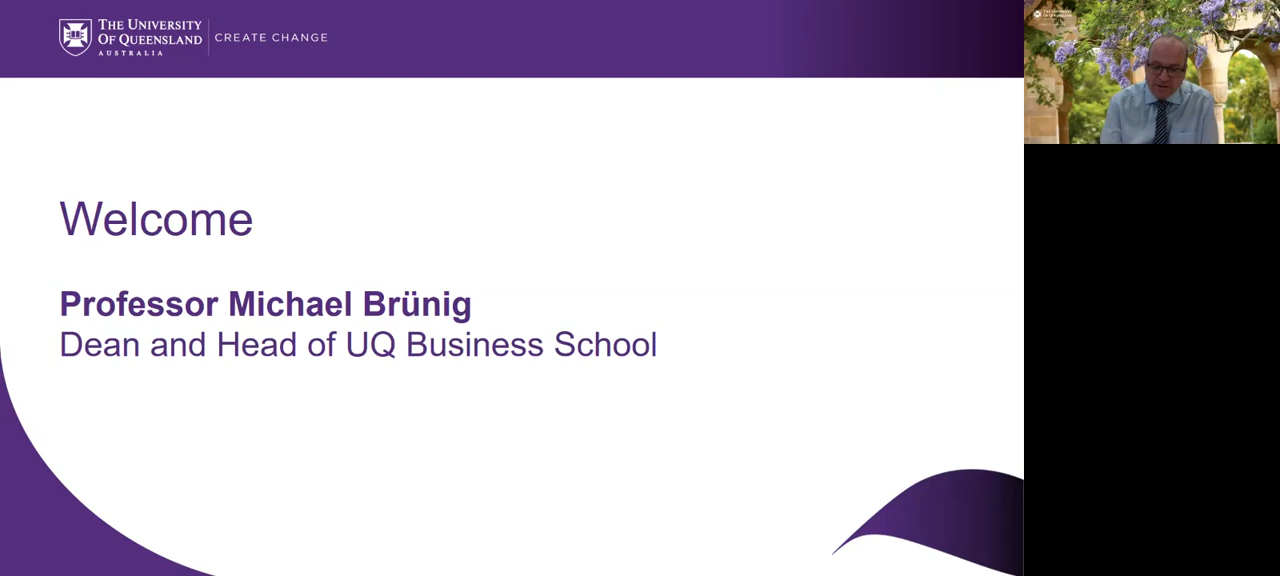 THE UNIVERSITY
OF QUEENSLAND
AUSTRALIA
CREATE CHANGE
Welcome
Professor Michael Brünig
Dean and Head of UQ Business School